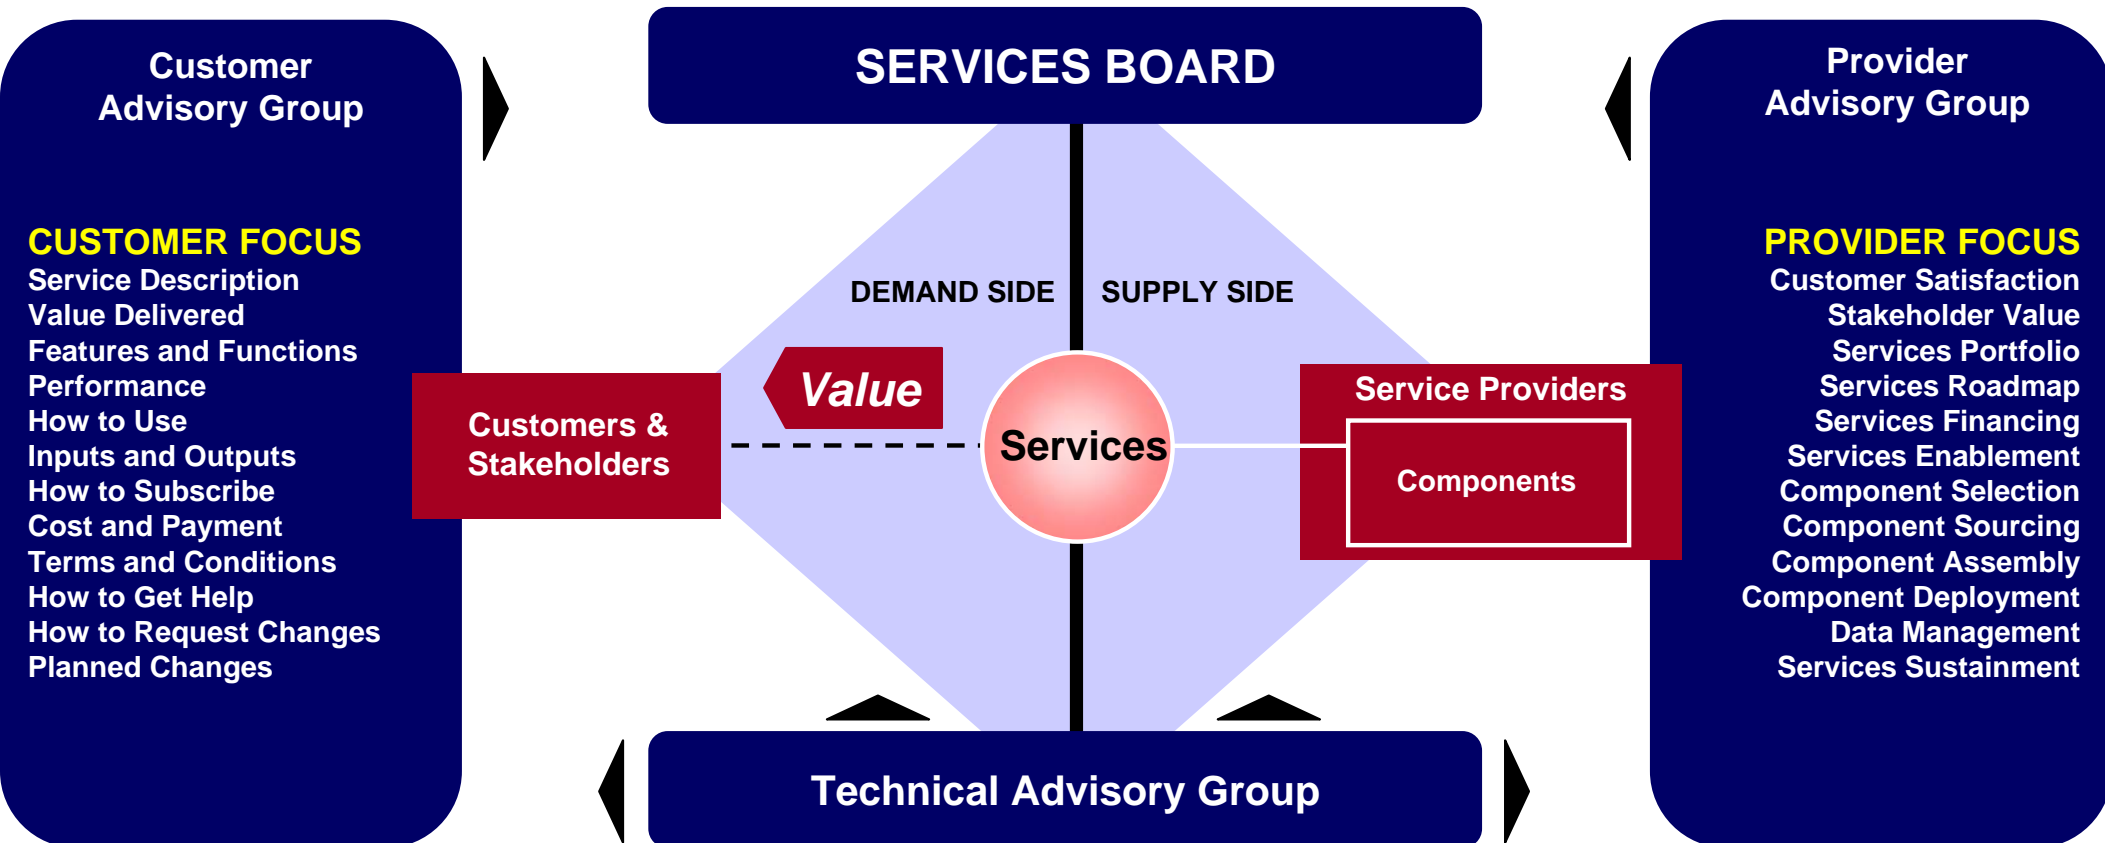 Customer
Advisory Group
CUSTOMER FOCUS
Service Description
Value Delivered
Features and Functions
Performance
How to Use
Inputs and Outputs
How to Subscribe
Cost and Payment
Terms and Conditions
How to Get Help
How to Request Changes
Planned Changes
SERVICES BOARD
DEMAND SIDE
SUPPLY SIDE
Value
Customers &
Stakeholders
Services
Service Providers
Components
Technical Advisory Group
Provider
Advisory Group
PROVIDER FOCUS
Customer Satisfaction
Stakeholder Value
Services Portfolio
Services Roadmap
Services Financing
Services Enablement
Component Selection
Component Sourcing
Component Assembly
Component Deployment
Data Management
Services Sustainment